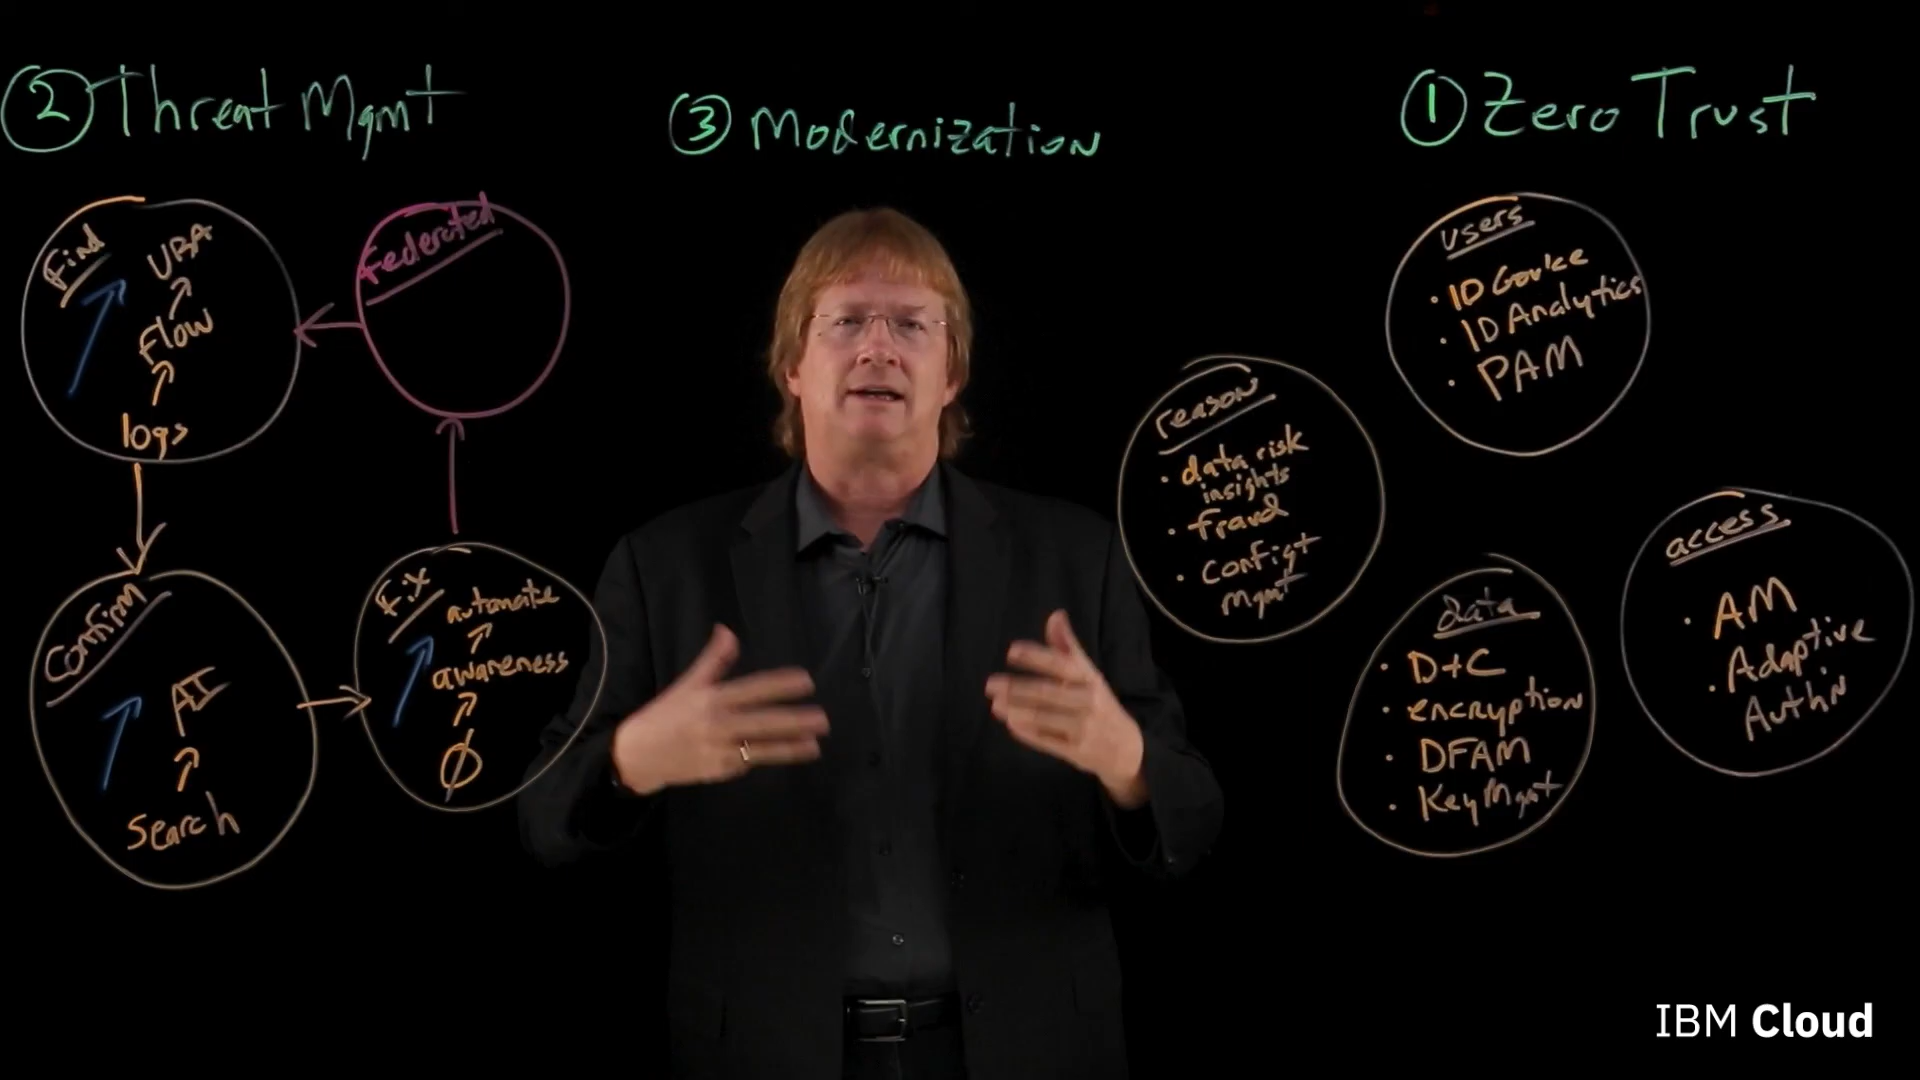 ② Threat Mgmt
③ Modernization
① Zero Trust
Find
UBA
Flow
logs
Federated
Confirm
AI
Search
Fix
automate
awareness
Ø
reason
• data risk
insights
• fraud
• config+
mgmt
users
• ID Gov'ce
• ID Analytics
• PAM
data
• D+C
• encryption
• DFAM
• Key Mgmt
access
• AM
• Adaptive
Auth'n
IBM Cloud